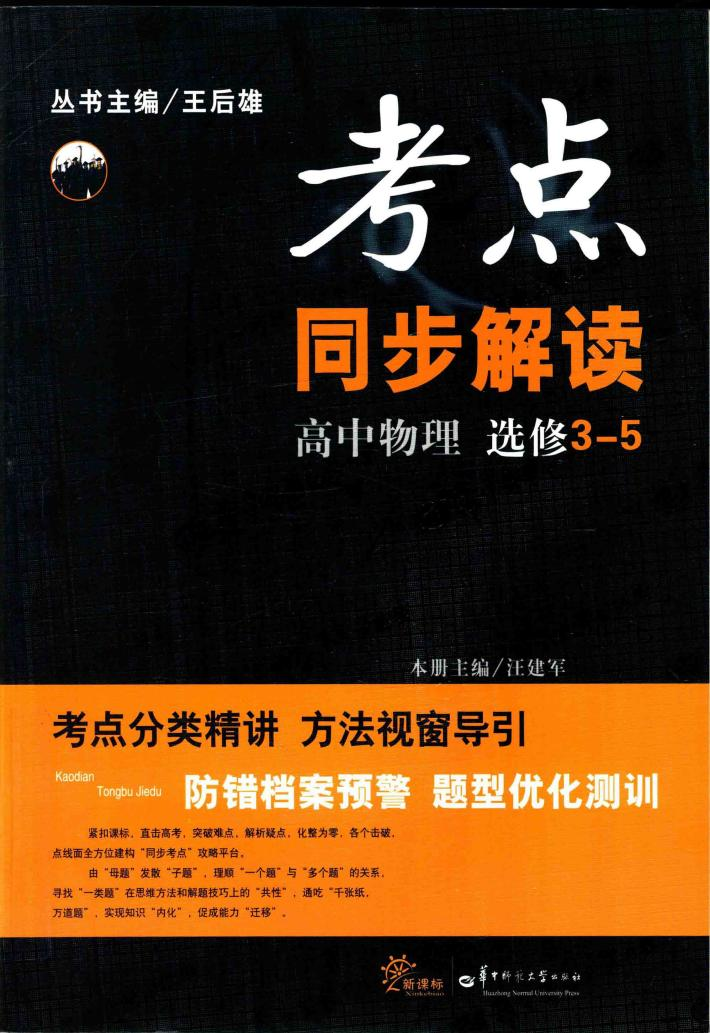 丛书主编/王后雄
考点
同步解读
高中物理 选修3-5
本册主编/汪建军
考点分类精讲 方法视窗导引
Kaodian
Tongbu Jiedu
防错档案预警 题型优化测训
紧扣课标，直击高考，突破难点，解析疑点，化整为零，各个击破，
点线面全方位建构“同步考点”攻略平台。
由“母题”发散“子题”，理顺“一个题”与“多个题”的关系，
寻找“一类题”在思维方法和解题技巧上的“共性”，通吃“千张纸，
万道题”，实现知识“内化”，促成能力“迁移”。
新课标
Xinkebiao
华中师范大学出版社
Huazhong Normal University Press